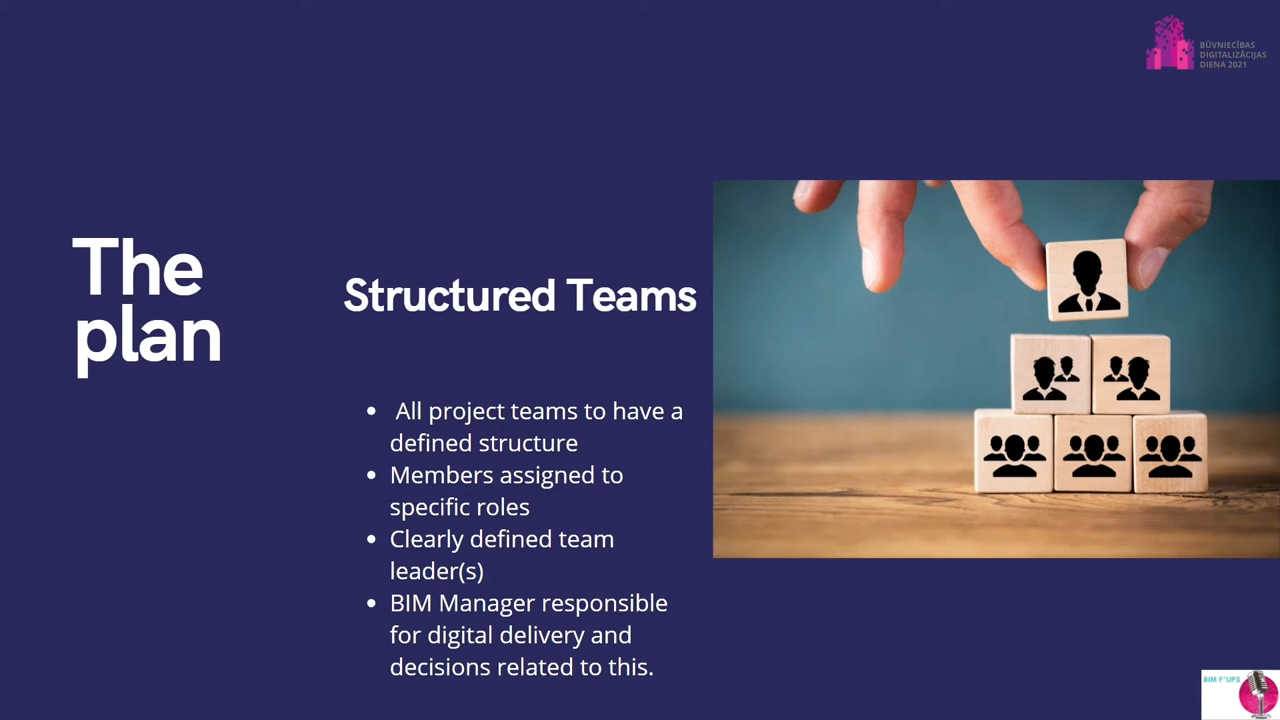 BŪVNIECĪBAS
DIGITALIZĀCIJAS
DIENA 2021
The
plan
Structured Teams
All project teams to have a
defined structure
Members assigned to
specific roles
Clearly defined team
leader(s)
BIM Manager responsible
for digital delivery and
decisions related to this.
BIM F*UPS